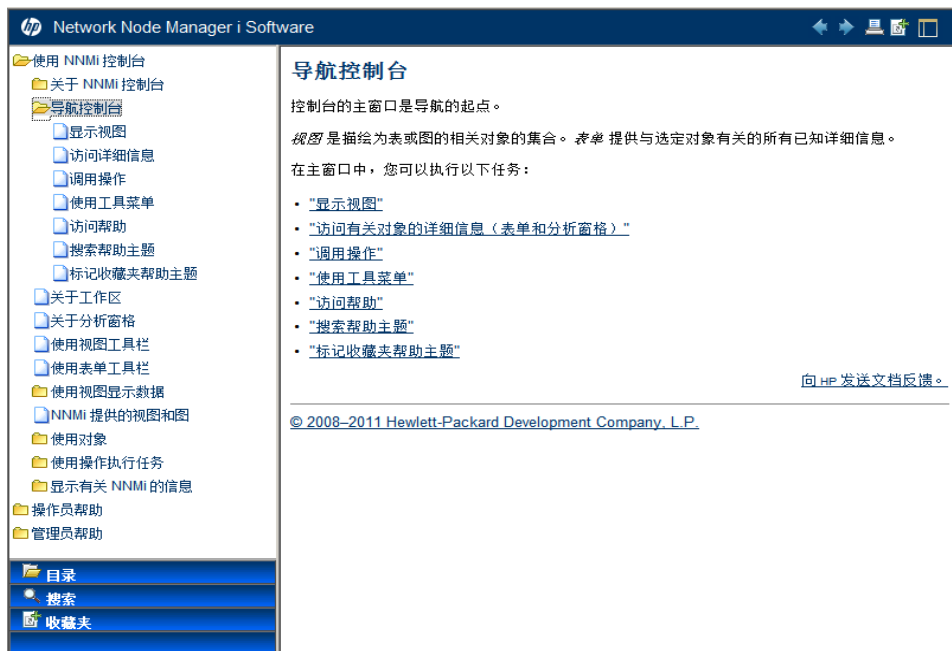 hp Network Node Manager i Software
使用 NNMi 控制台
关于 NNMi 控制台
导航控制台
显示视图
访问详细信息
调用操作
使用工具菜单
访问帮助
搜索帮助主题
标记收藏夹帮助主题
关于工作区
关于分析窗格
使用视图工具栏
使用表单工具栏
使用视图显示数据
NNMi 提供的视图和图
使用对象
使用操作执行任务
显示有关 NNMi 的信息
操作员帮助
管理员帮助
目录
搜索
收藏夹
导航控制台
控制台的主窗口是导航的起点。
视图 是描绘为表或图的相关对象的集合。表单 提供与选定对象有关的所有已知详细信息。
在主窗口中，您可以执行以下任务：
• "显示视图"
• "访问有关对象的详细信息（表单和分析窗格）"
• "调用操作"
• "使用工具菜单"
• "访问帮助"
• "搜索帮助主题"
• "标记收藏夹帮助主题"
向 HP 发送文档反馈。
© 2008–2011 Hewlett-Packard Development Company, L.P.